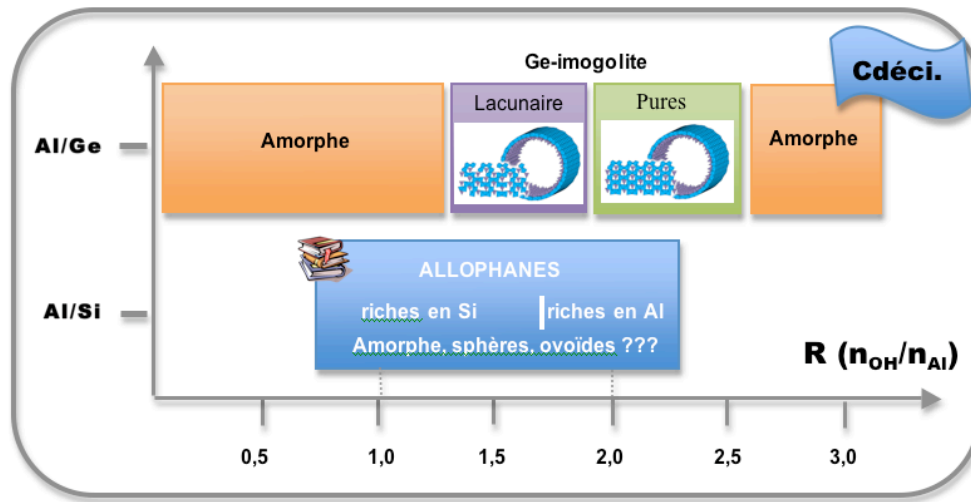 Ge-imogolite
Cdéci.
Al/Ge
Amorphe
Lacunaire
Pures
Amorphe
ALLOPHANES
riches en Si
riches en Al
Amorphe, sphères, ovoïdes ???
Al/Si
R (nOH/nAl)
0,5 1,0 1,5 2,0 2,5 3,0